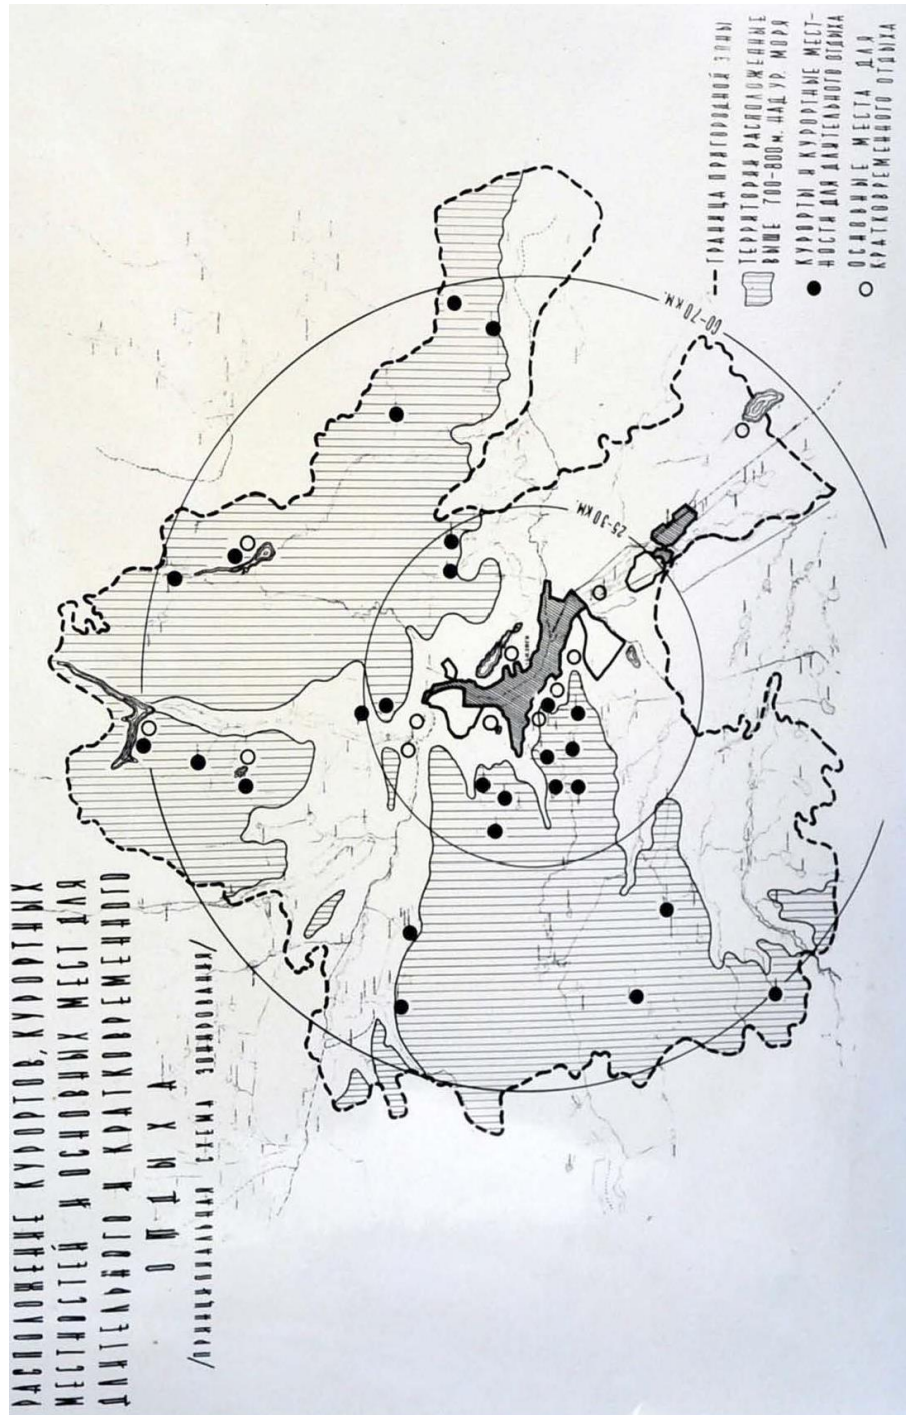 РАСПОЛОЖЕНИЕ КУРОРТОВ, КУРОРТНЫХ
МЕСТНОСТЕЙ И ОСНОВНЫХ МЕСТ ДЛЯ
ДЛИТЕЛЬНОГО И КРАТКОВРЕМЕННОГО
ОТДЫХА
/ПРИНЦИПИАЛЬНАЯ СХЕМА ЗОНИРОВАНИЯ/
60-70 КМ.
25-30 КМ.
ГРАНИЦА ПРИГОРОДНОЙ ЗОНЫ
ТЕРРИТОРИИ РАСПОЛОЖЕННЫЕ
ВЫШЕ 700-800 м. НАД УР. МОРЯ
КУРОРТЫ И КУРОРТНЫЕ МЕСТ-
НОСТИ ДЛЯ ДЛИТЕЛЬНОГО ОТДЫХА
ОСНОВНЫЕ МЕСТА ДЛЯ
КРАТКОВРЕМЕННОГО ОТДЫХА